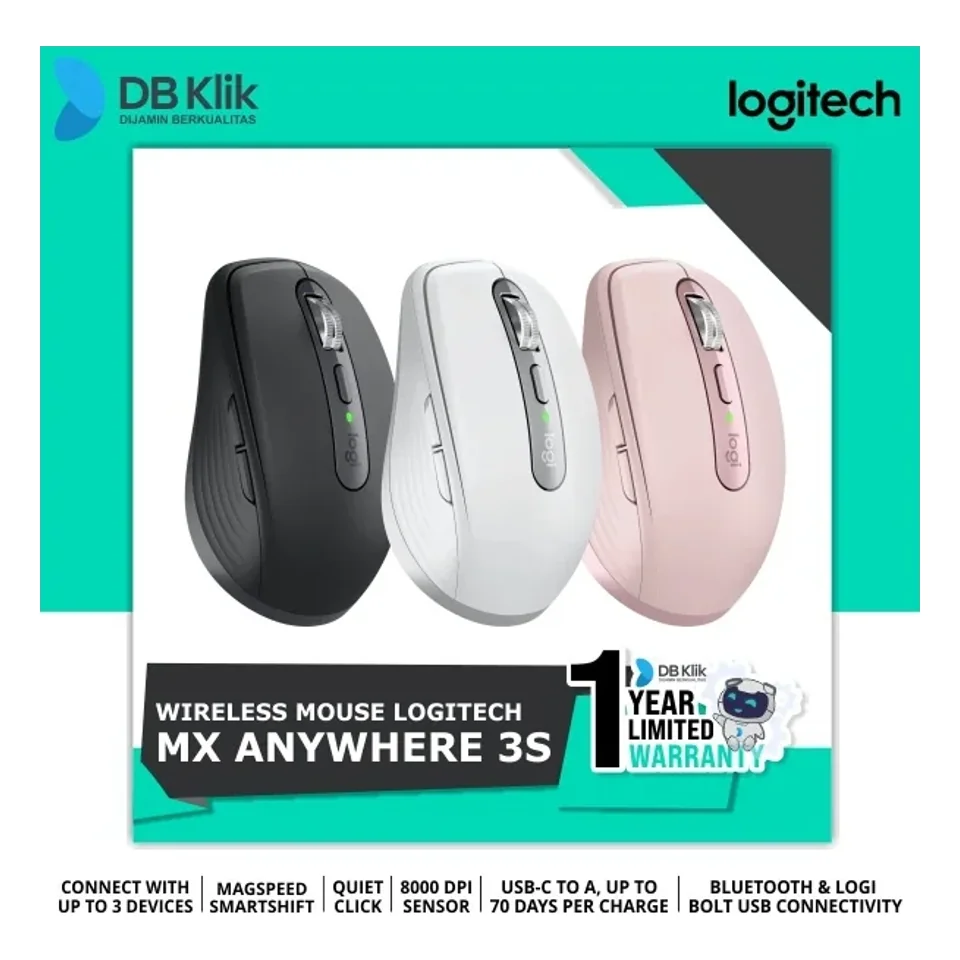 DB Klik
DIJAMIN BERKUALITAS
logitech
logi
logi
logi
WIRELESS MOUSE LOGITECH
MX ANYWHERE 3S
1
DB Klik
DIJAMIN BERKUALITAS
YEAR
LIMITED
WARRANTY
CONNECT WITH
UP TO 3 DEVICES
MAGSPEED
SMARTSHIFT
QUIET
CLICK
8000 DPI
SENSOR
USB-C TO A, UP TO
70 DAYS PER CHARGE
BLUETOOTH & LOGI
BOLT USB CONNECTIVITY